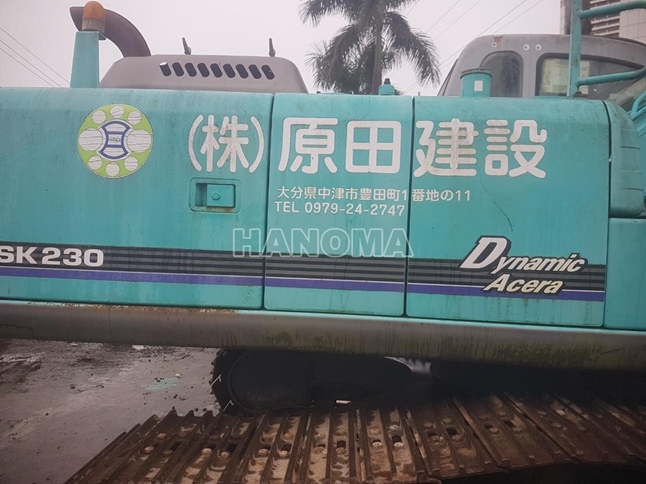 (株)原田建設
大分県中津市豊田町1番地の11
TEL 0979-24-2747
HANOMA
SK230
Dynamic
Acera